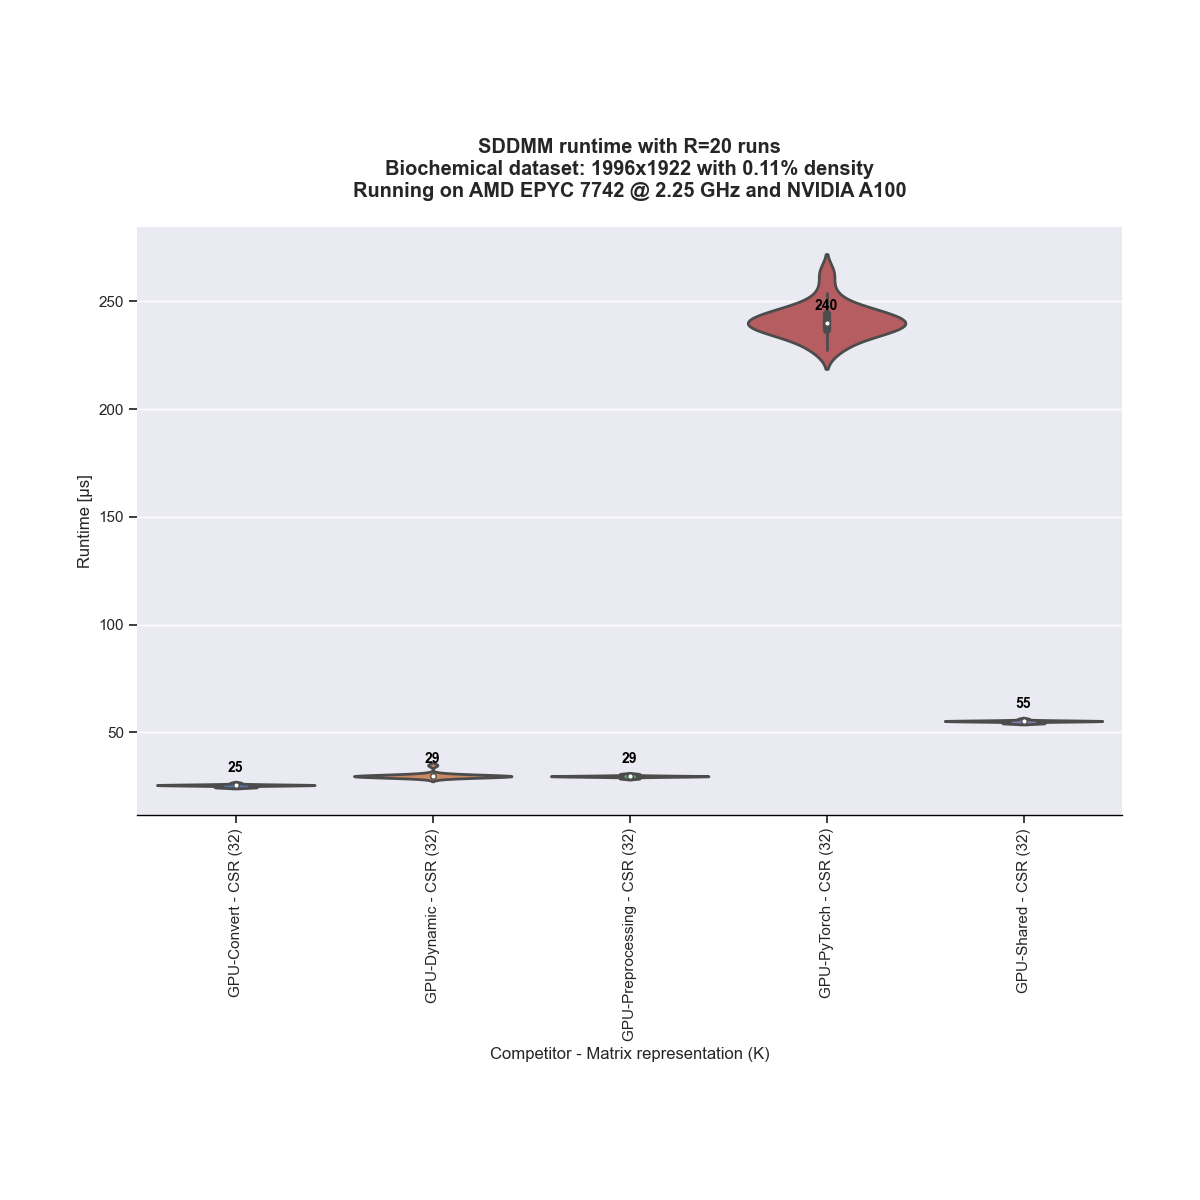 SDDMM runtime with R=20 runs
Biochemical dataset: 1996x1922 with 0.11% density
Running on AMD EPYC 7742 @ 2.25 GHz and NVIDIA A100
Runtime [µs]
250
200
150
100
50
25
29
29
240
55
GPU-Convert - CSR (32)
GPU-Dynamic - CSR (32)
GPU-Preprocessing - CSR (32)
GPU-PyTorch - CSR (32)
GPU-Shared - CSR (32)
Competitor - Matrix representation (K)